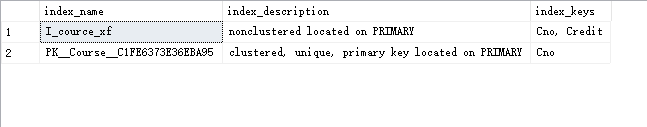 index_name index_description index_keys
1 I_cource_xf nonclustered located on PRIMARY Cno, Credit
2 PK__Course__C1FE6373E36EBA95 clustered, unique, primary key located on PRIMARY Cno